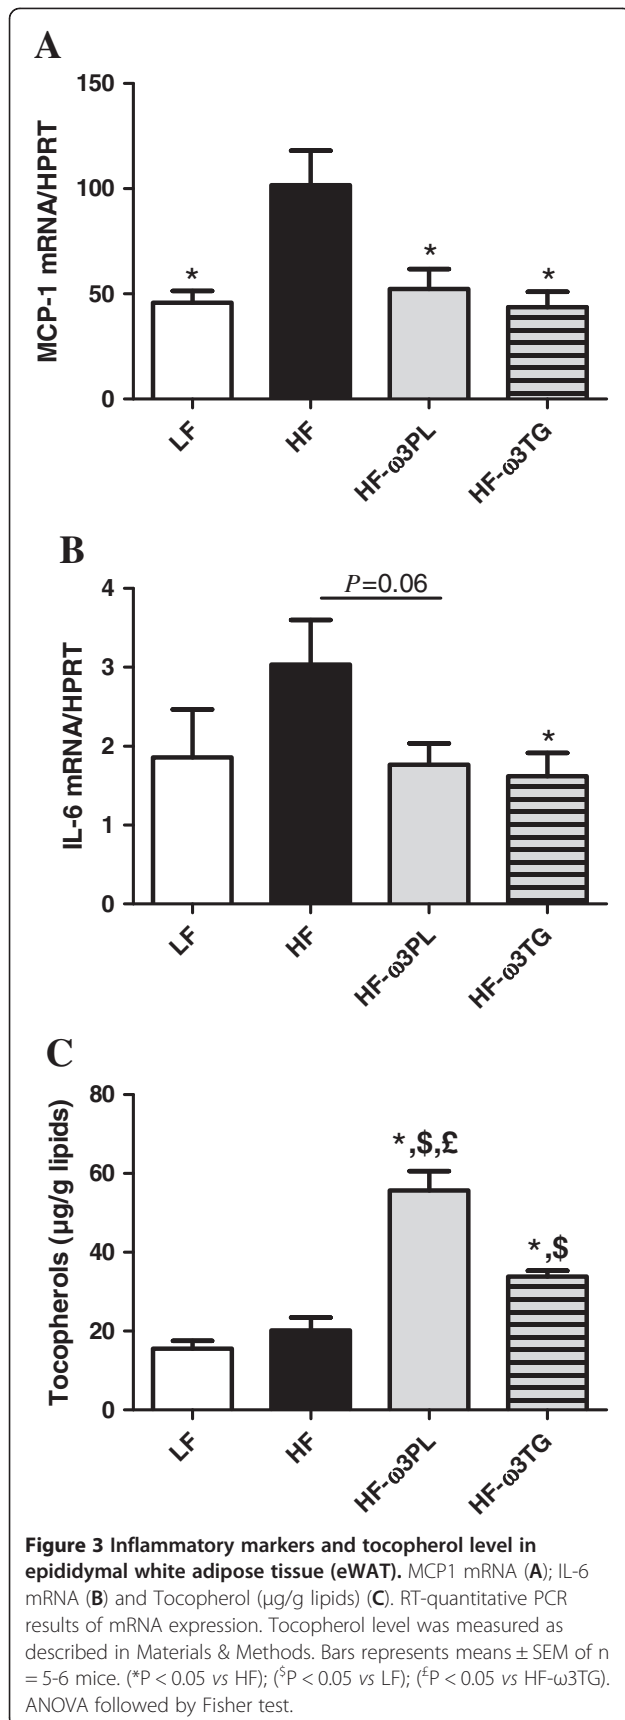 A
150
100
50
0
MCP-1 mRNA/HPRT
*
*
*
LF
HF
HF-ω3PL
HF-ω3TG
B
4
3
2
1
0
IL-6 mRNA/HPRT
P=0.06
*
LF
HF
HF-ω3PL
HF-ω3TG
C
80
60
40
20
0
Tocopherols (µg/g lipids)
*,$,£
*,$
LF
HF
HF-ω3PL
HF-ω3TG
Figure 3 Inflammatory markers and tocopherol level in
epididymal white adipose tissue (eWAT). MCP1 mRNA (A); IL-6
mRNA (B) and Tocopherol (µg/g lipids) (C). RT-quantitative PCR
results of mRNA expression. Tocopherol level was measured as
described in Materials & Methods. Bars represents means ± SEM of n
= 5-6 mice. (*P < 0.05 vs HF); ($P < 0.05 vs LF); (£P < 0.05 vs HF-ω3TG).
ANOVA followed by Fisher test.